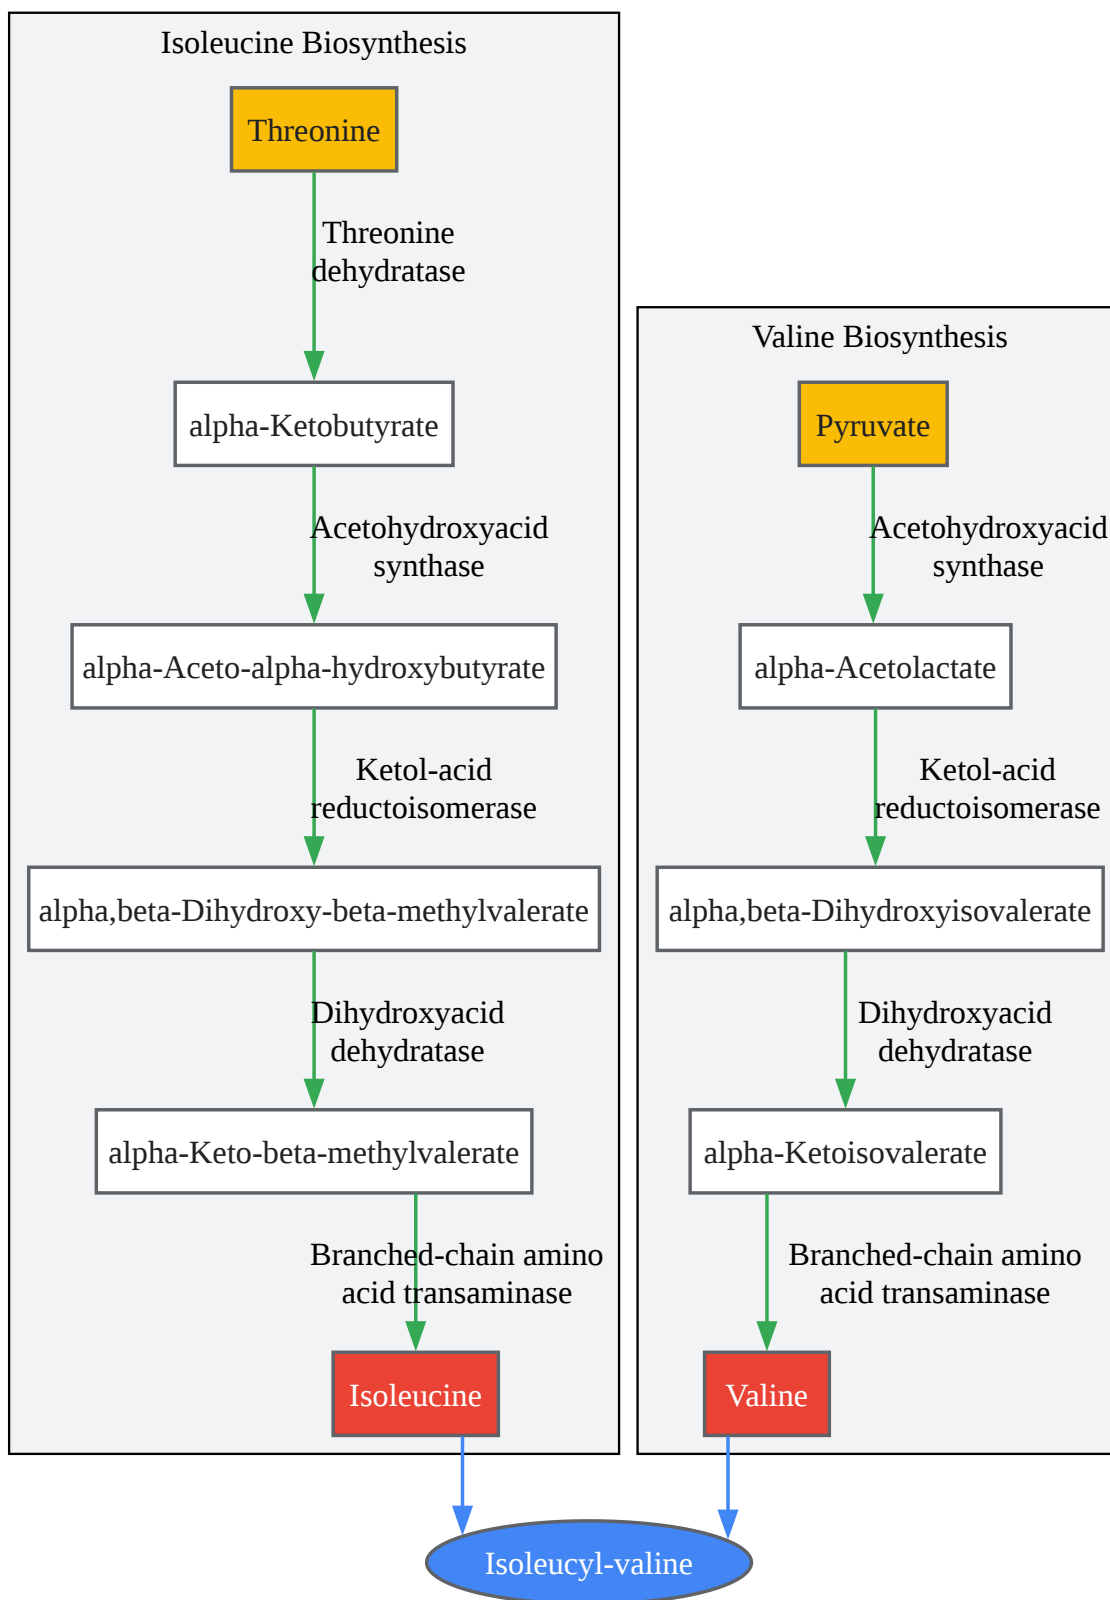 Isoleucine Biosynthesis
Threonine
Threonine
dehydratase
alpha-Ketobutyrate
Acetohydroxyacid
synthase
alpha-Aceto-alpha-hydroxybutyrate
Ketol-acid
reductoisomerase
alpha,beta-Dihydroxy-beta-methylvalerate
Dihydroxyacid
dehydratase
alpha-Keto-beta-methylvalerate
Branched-chain amino
acid transaminase
Isoleucine
Valine Biosynthesis
Pyruvate
Acetohydroxyacid
synthase
alpha-Acetolactate
Ketol-acid
reductoisomerase
alpha,beta-Dihydroxyisovalerate
Dihydroxyacid
dehydratase
alpha-Ketoisovalerate
Branched-chain amino
acid transaminase
Valine
Isoleucyl-valine